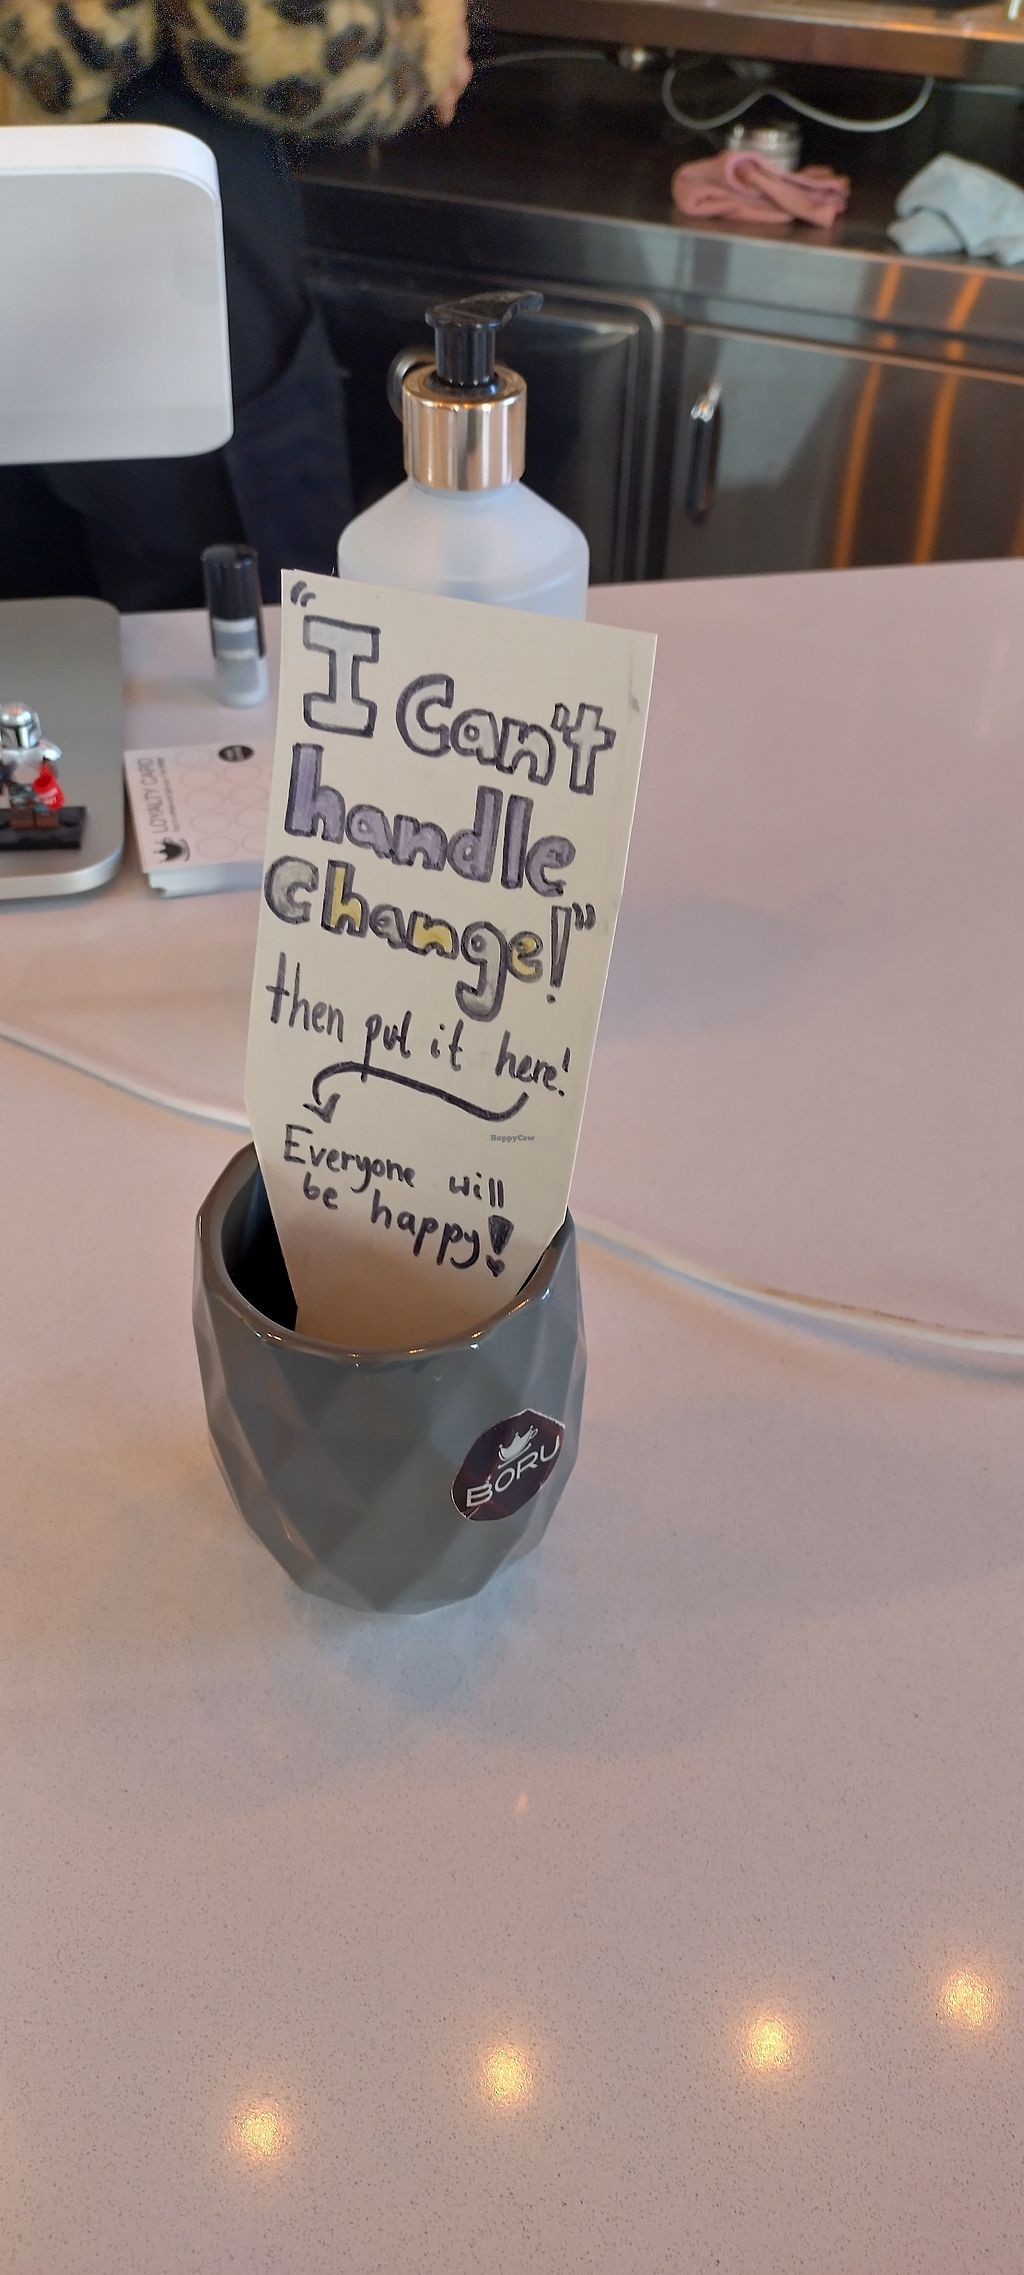 "I Can't
handle
Change!"
then put it here!
Everyone will
be happy!
HappyCow
LOYALTY CARD
BORU